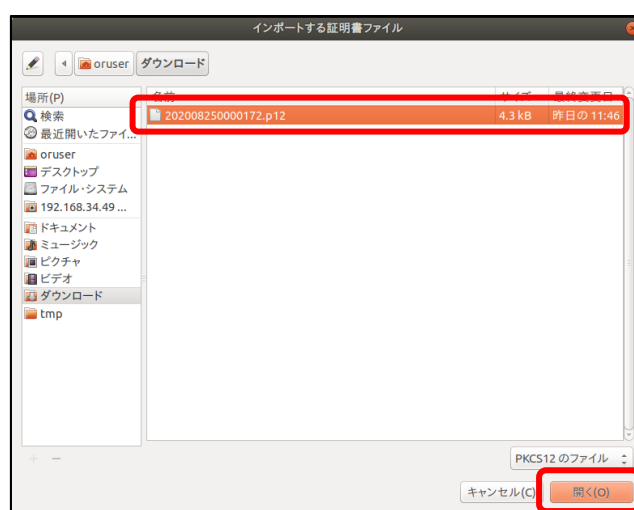 インポートする証明書ファイル
oruser ダウンロード
場所(P)
名前 サイズ 最終変更日
検索
最近開いたファイ...
oruser
デスクトップ
ファイル・システム
192.168.34.49 ...
ドキュメント
ミュージック
ピクチャ
ビデオ
ダウンロード
tmp
202008250000172.p12 4.3 kB 昨日の 11:46
PKCS12 のファイル
キャンセル(C) 開く(O)